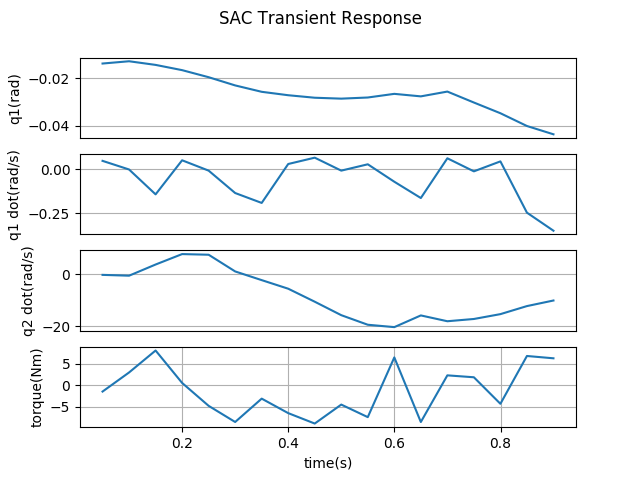 SAC Transient Response
q1(rad)
−0.02
−0.04
q1 dot(rad/s)
0.00
−0.25
q2 dot(rad/s)
0
−20
torque(Nm)
5
0
−5
0.2 0.4 0.6 0.8
time(s)